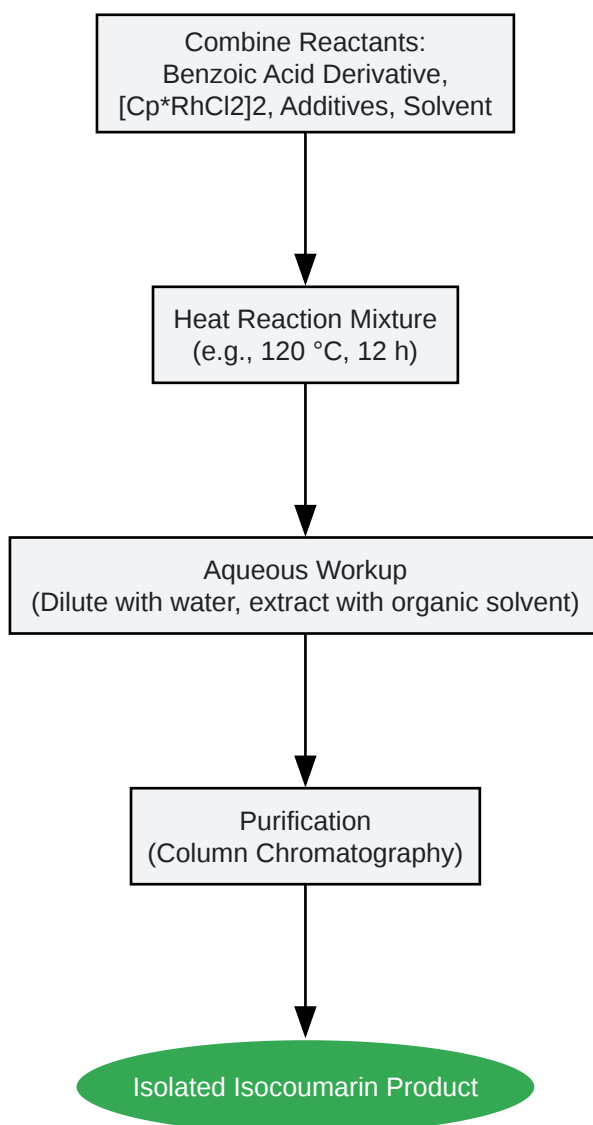 Combine Reactants:
Benzoic Acid Derivative,
[Cp*RhCl2]2, Additives, Solvent
Heat Reaction Mixture
(e.g., 120 °C, 12 h)
Aqueous Workup
(Dilute with water, extract with organic solvent)
Purification
(Column Chromatography)
Isolated Isocoumarin Product